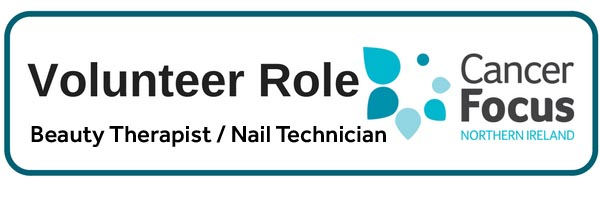 Volunteer Role
Beauty Therapist / Nail Technician
Cancer
Focus
NORTHERN IRELAND